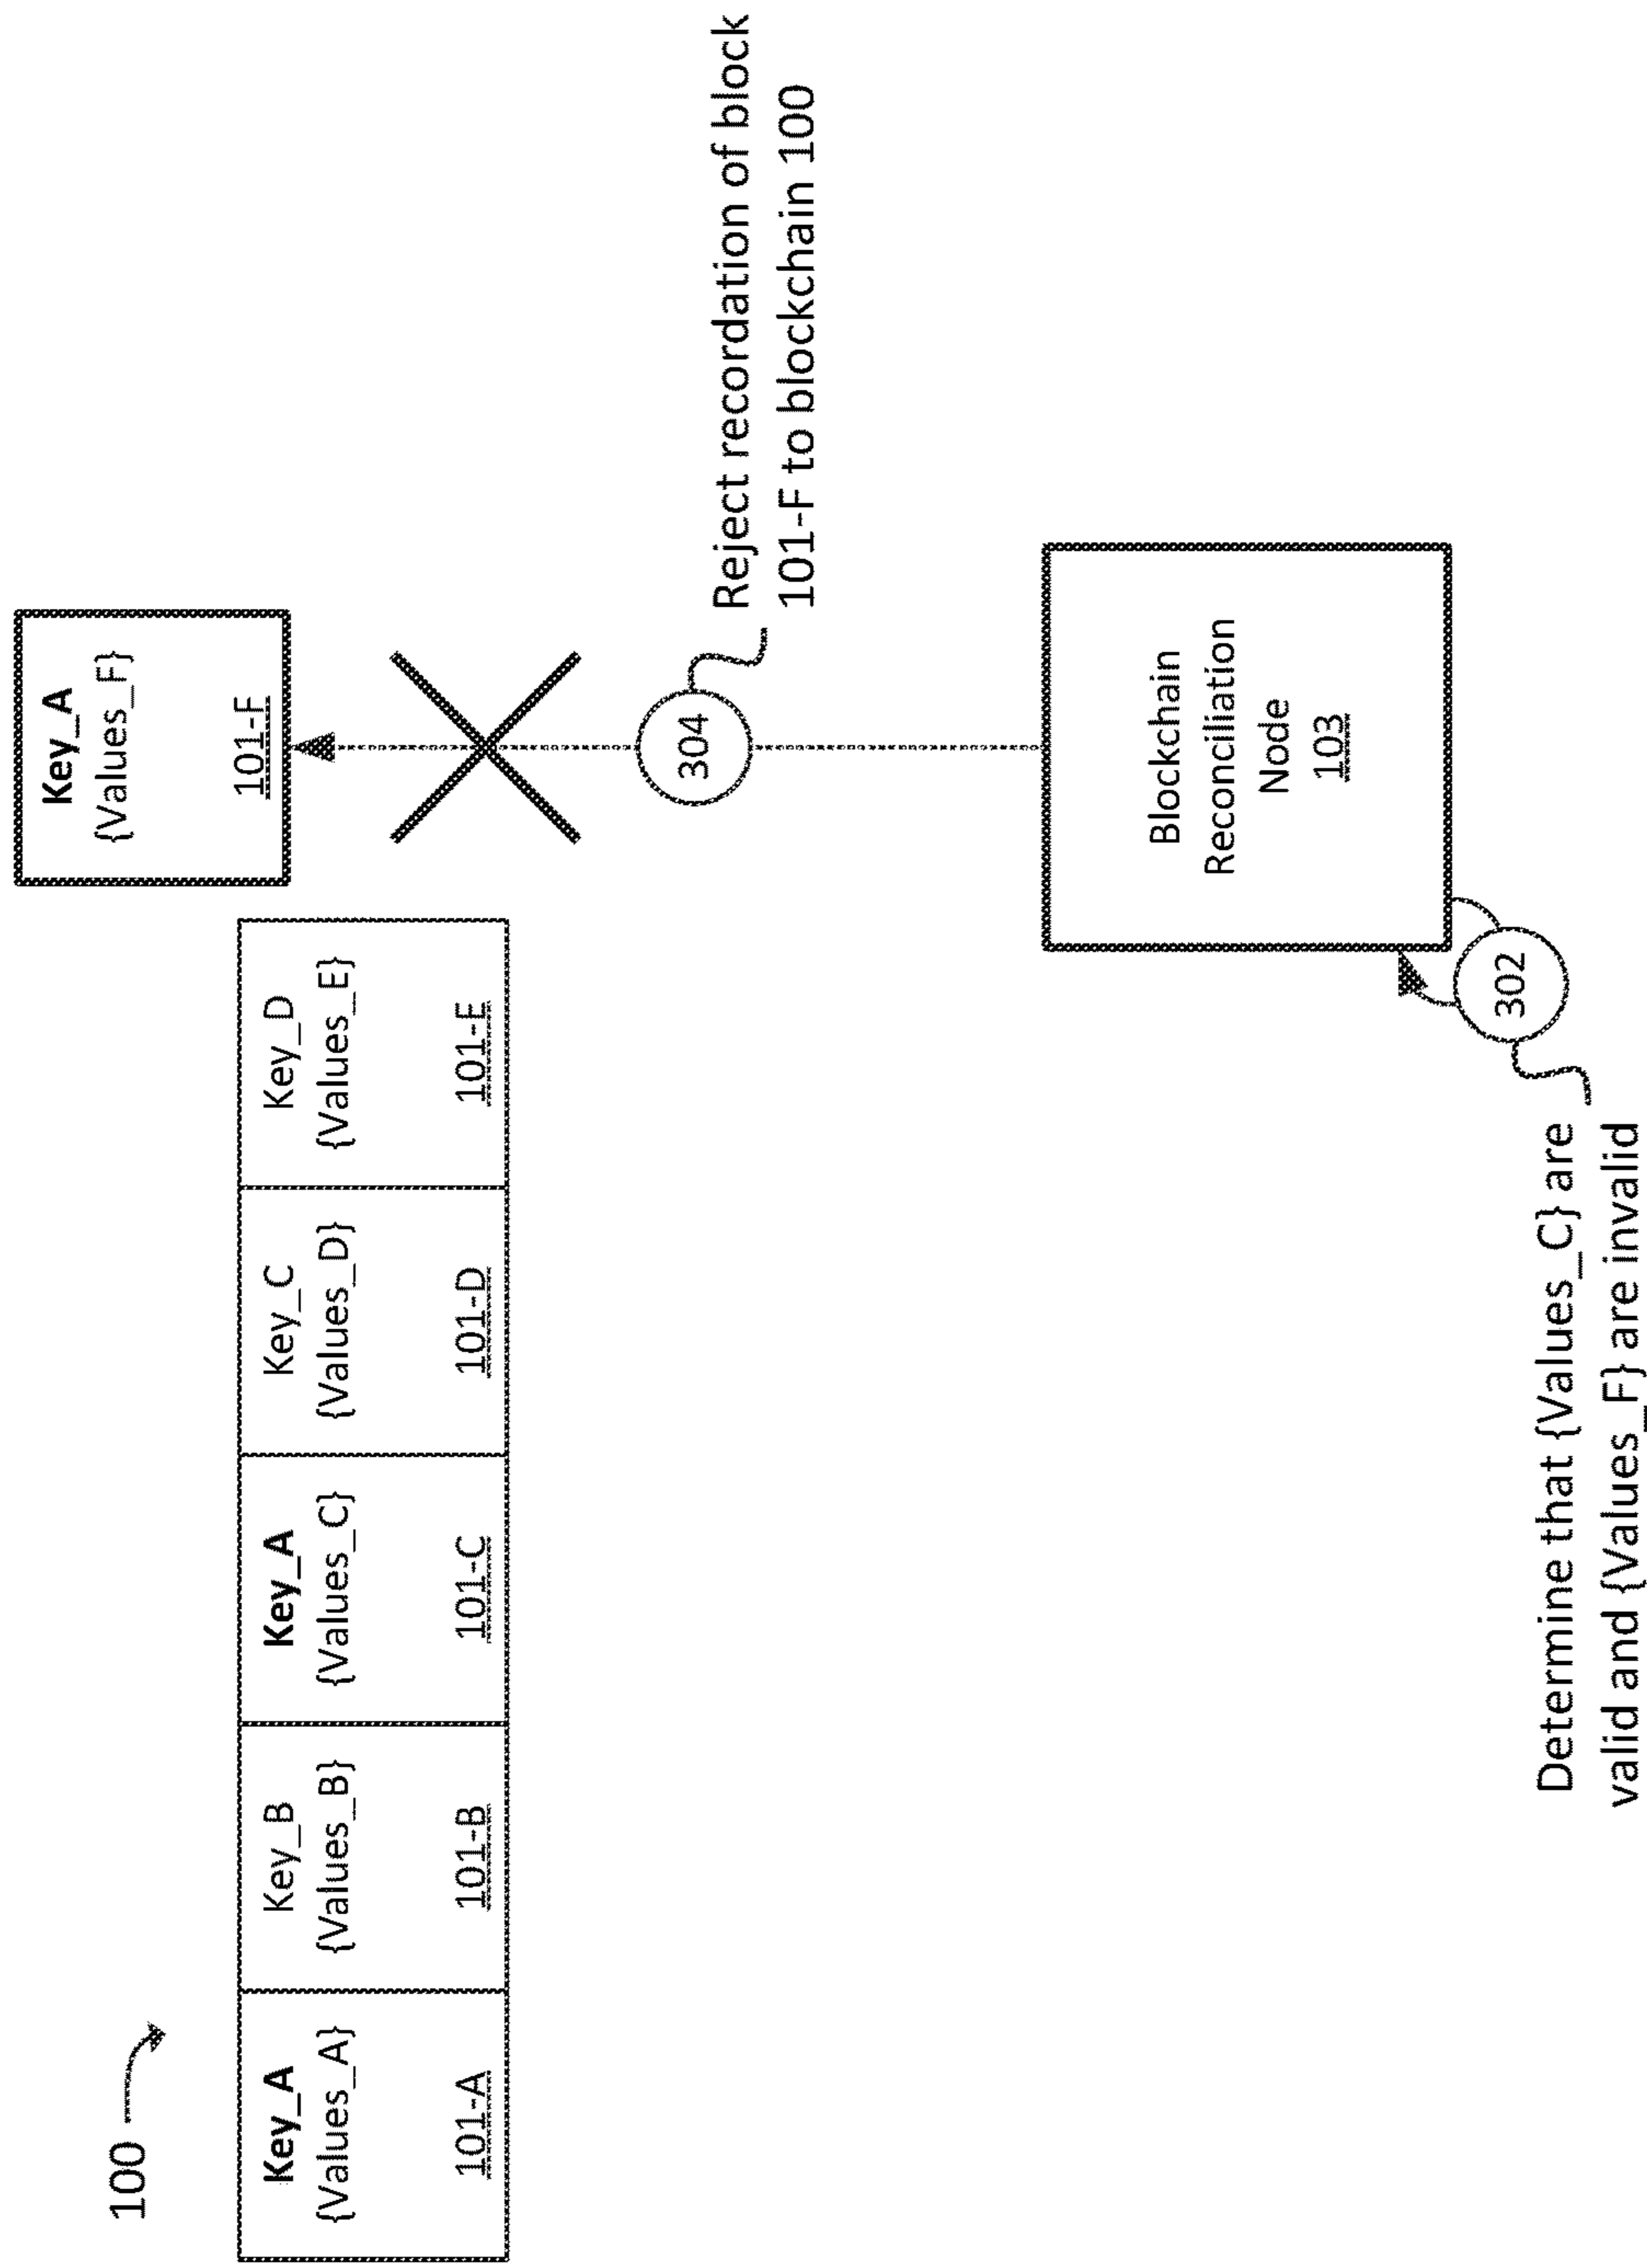 100
Key_A
{Values_A}
101-A
Key_B
{Values_B}
101-B
Key_A
{Values_C}
101-C
Key_C
{Values_D}
101-D
Key_D
{Values_E}
101-E
Key_A
{Values_F}
101-F
304
Reject recordation of block
101-F to blockchain 100
Blockchain
Reconciliation
Node
103
302
Determine that {Values_C} are
valid and {Values_F} are invalid